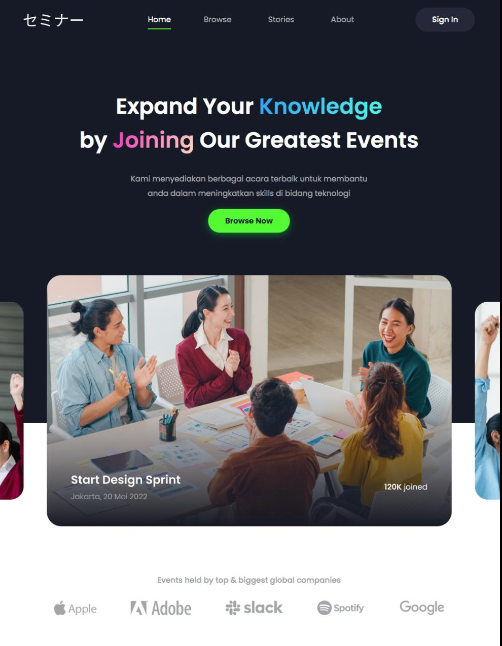 セミナー
Home
Browse
Stories
About
Sign In
Expand Your Knowledge
by Joining Our Greatest Events
Kami menyediakan berbagai acara terbaik untuk membantu
anda dalam meningkatkan skills di bidang teknologi
Browse Now
Start Design Sprint
120K joined
Jakarta, 20 Mei 2022
Events held by top & biggest global companies
Apple
Adobe
slack
Spotify
Google